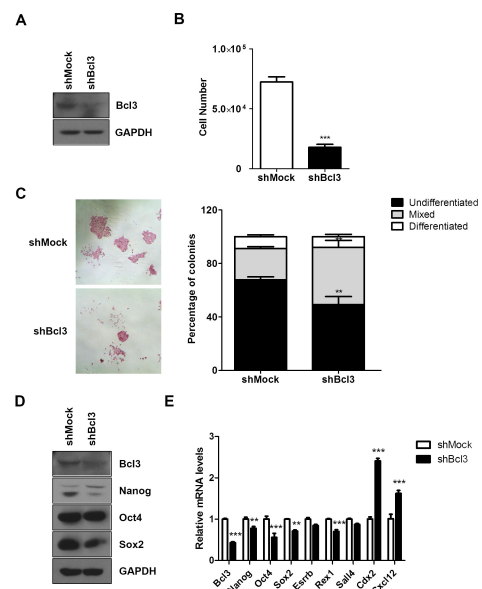 A
shMock
shBcl3
Bcl3
GAPDH
B
Cell Number
1.0×10⁵
5.0×10⁴
0
***
shMock
shBcl3
C
shMock
shBcl3
Percentage of colonies
120
80
40
0
**
**
shMock
shBcl3
Undifferentiated
Mixed
Differentiated
D
shMock
shBcl3
Bcl3
Nanog
Oct4
Sox2
GAPDH
E
Relative mRNA levels
3
2
1
0
***
**
***
**
***
***
***
Bcl3
Nanog
Oct4
Sox2
Esrrb
Rex1
Sall4
Cdx2
Cxcl12
shMock
shBcl3